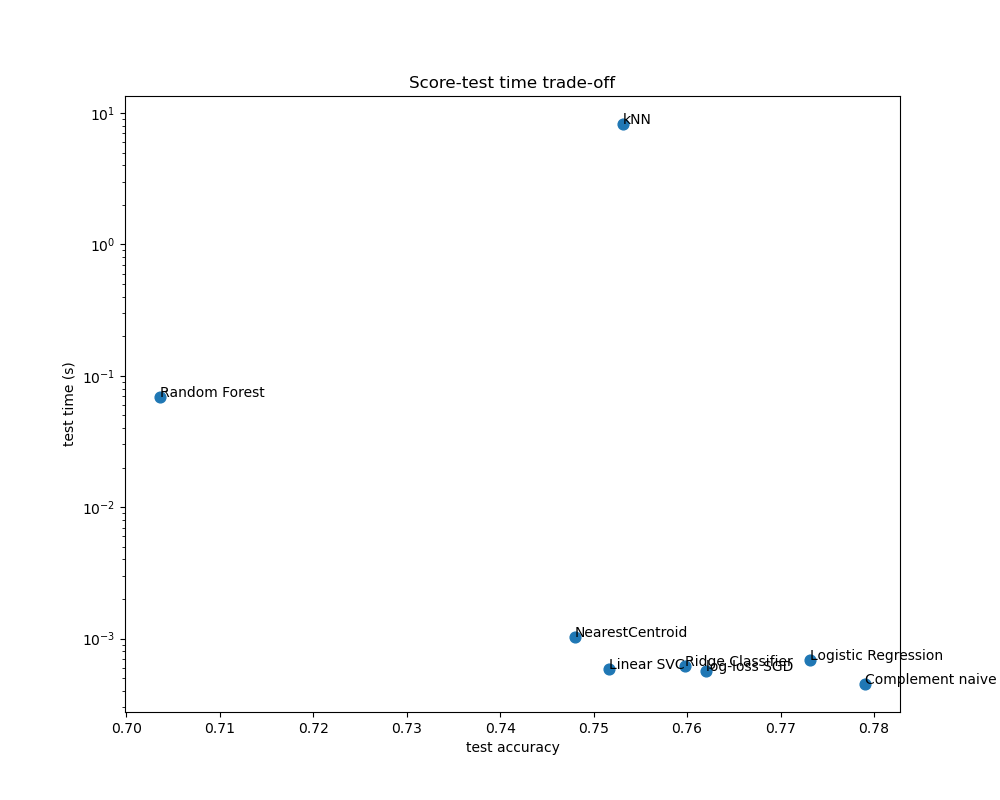 Score-test time trade-off
10¹
10⁰
10⁻¹
10⁻²
10⁻³
test time (s)
kNN
Random Forest
NearestCentroid
Linear SVC
Ridge Classifier
log-loss SGD
Logistic Regression
Complement naive
0.70 0.71 0.72 0.73 0.74 0.75 0.76 0.77 0.78
test accuracy